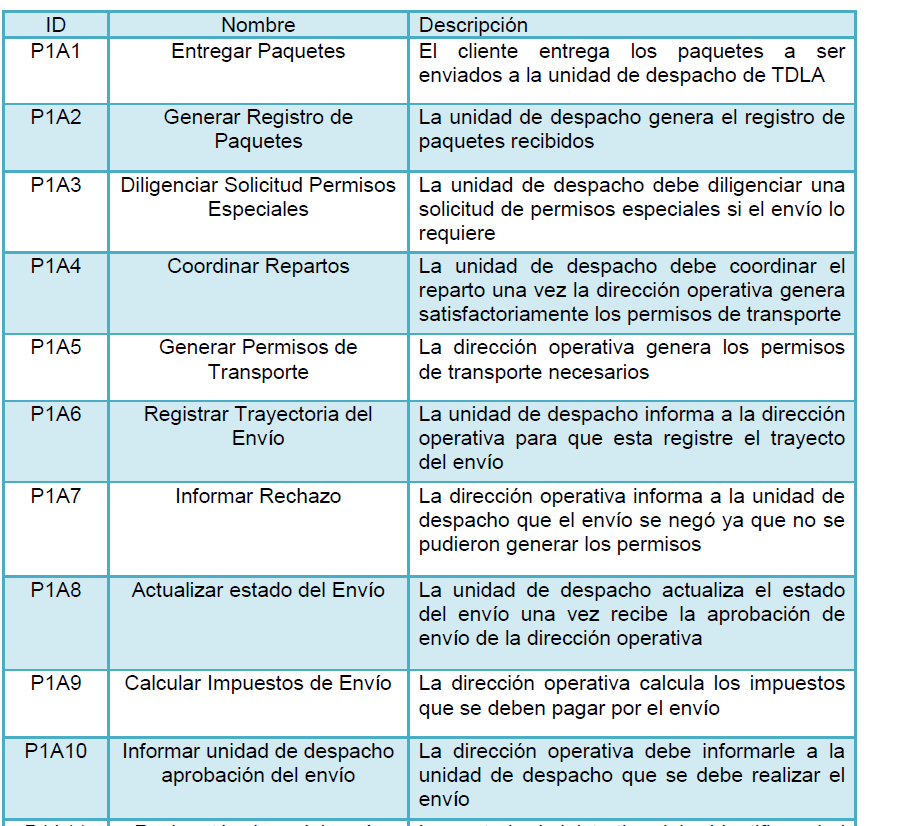 ID Nombre Descripción
P1A1 Entregar Paquetes El cliente entrega los paquetes a ser
enviados a la unidad de despacho de TDLA
P1A2 Generar Registro de La unidad de despacho genera el registro de
Paquetes paquetes recibidos
P1A3 Diligenciar Solicitud Permisos La unidad de despacho debe diligenciar una
Especiales solicitud de permisos especiales si el envío lo
requiere
P1A4 Coordinar Repartos La unidad de despacho debe coordinar el
reparto una vez la dirección operativa genera
satisfactoriamente los permisos de transporte
P1A5 Generar Permisos de La dirección operativa genera los permisos
Transporte de transporte necesarios
P1A6 Registrar Trayectoria del La unidad de despacho informa a la dirección
Envío operativa para que esta registre el trayecto
del envío
P1A7 Informar Rechazo La dirección operativa informa a la unidad de
despacho que el envío se negó ya que no se
pudieron generar los permisos
P1A8 Actualizar estado del Envío La unidad de despacho actualiza el estado
del envío una vez recibe la aprobación de
envío de la dirección operativa
P1A9 Calcular Impuestos de Envío La dirección operativa calcula los impuestos
que se deben pagar por el envío
P1A10 Informar unidad de despacho La dirección operativa debe informarle a la
aprobación del envío unidad de despacho que se debe realizar el
envío